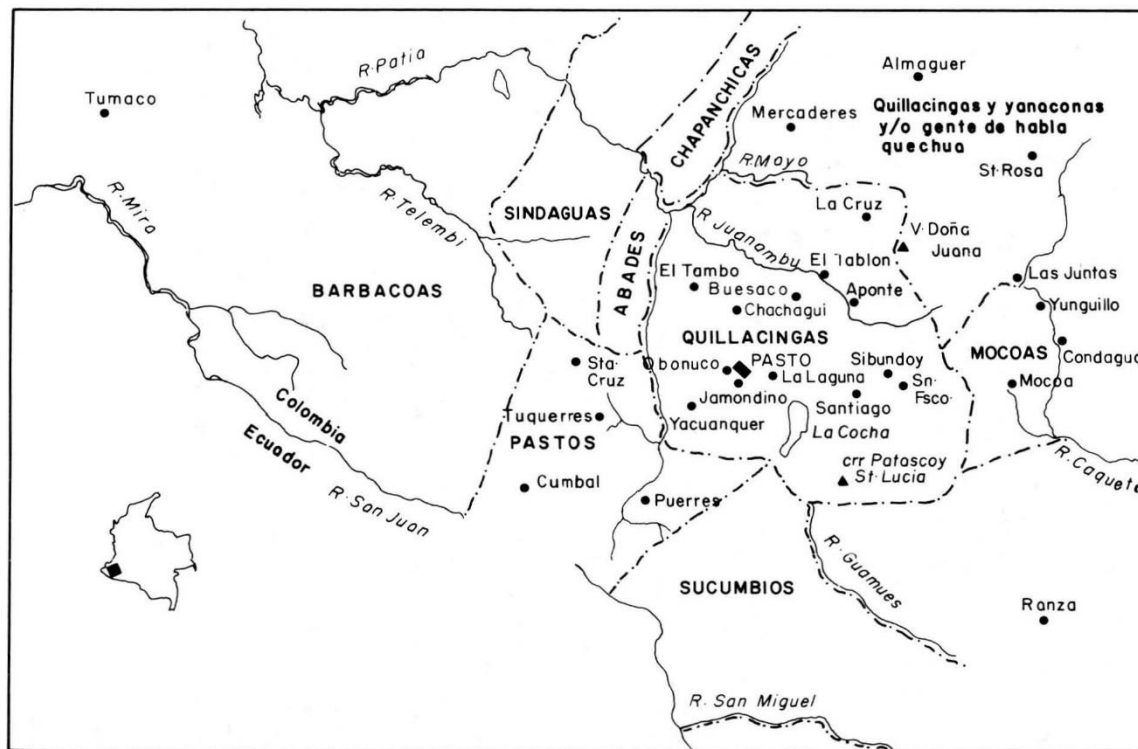 Almaguer
R. Patia
Tumaco
CHAPANCHICAS
Mercaderes
Quillacingas y yanaconas
y/o gente de habla
quechua
R. Mayo
St. Rosa
R. Mira
R. Telembi
SINDAGUAS
La Cruz
R. Juanambu
V. Doña
Juana
ABADES
El Tambo
El Tablon
Las Juntas
BARBACOAS
Buesaco
Aponte
Chachagui
Yunguillo
QUILLACINGAS
MOCOAS
Condagua
Sta.
Cruz
Obonuco
PASTO
La Laguna
Sibundoy
Sn.
Fsco.
Mocoa
Jamondino
Santiago
Colombia
Ecuador
Tuquerres
Yacuanquer
La Cocha
PASTOS
crr Patascoy
St. Lucia
R. Caqueta
Cumbal
R. San Juan
Puerres
R. Guamues
SUCUMBIOS
Ranza
R. San Miguel